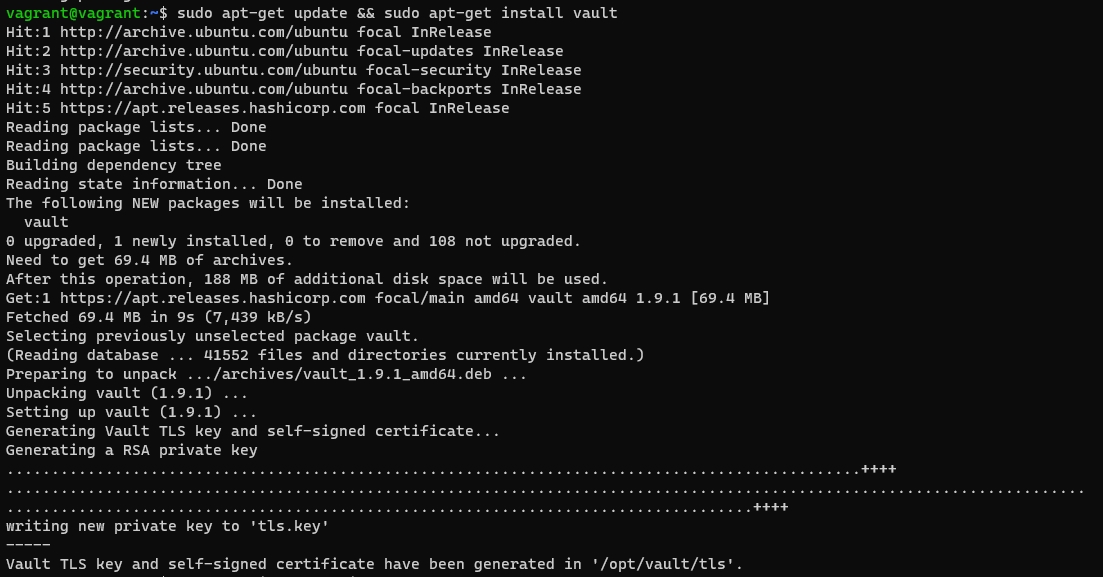 vagrant@vagrant:~$ sudo apt-get update && sudo apt-get install vault
Hit:1 http://archive.ubuntu.com/ubuntu focal InRelease
Hit:2 http://archive.ubuntu.com/ubuntu focal-updates InRelease
Hit:3 http://security.ubuntu.com/ubuntu focal-security InRelease
Hit:4 http://archive.ubuntu.com/ubuntu focal-backports InRelease
Hit:5 https://apt.releases.hashicorp.com focal InRelease
Reading package lists... Done
Reading package lists... Done
Building dependency tree
Reading state information... Done
The following NEW packages will be installed:
  vault
0 upgraded, 1 newly installed, 0 to remove and 108 not upgraded.
Need to get 69.4 MB of archives.
After this operation, 188 MB of additional disk space will be used.
Get:1 https://apt.releases.hashicorp.com focal/main amd64 vault amd64 1.9.1 [69.4 MB]
Fetched 69.4 MB in 9s (7,439 kB/s)
Selecting previously unselected package vault.
(Reading database ... 41552 files and directories currently installed.)
Preparing to unpack .../archives/vault_1.9.1_amd64.deb ...
Unpacking vault (1.9.1) ...
Setting up vault (1.9.1) ...
Generating Vault TLS key and self-signed certificate...
Generating a RSA private key
...............................................................................................++++
........................................................................................................................
...................................................................................++++
writing new private key to 'tls.key'
-----
Vault TLS key and self-signed certificate have been generated in '/opt/vault/tls'.